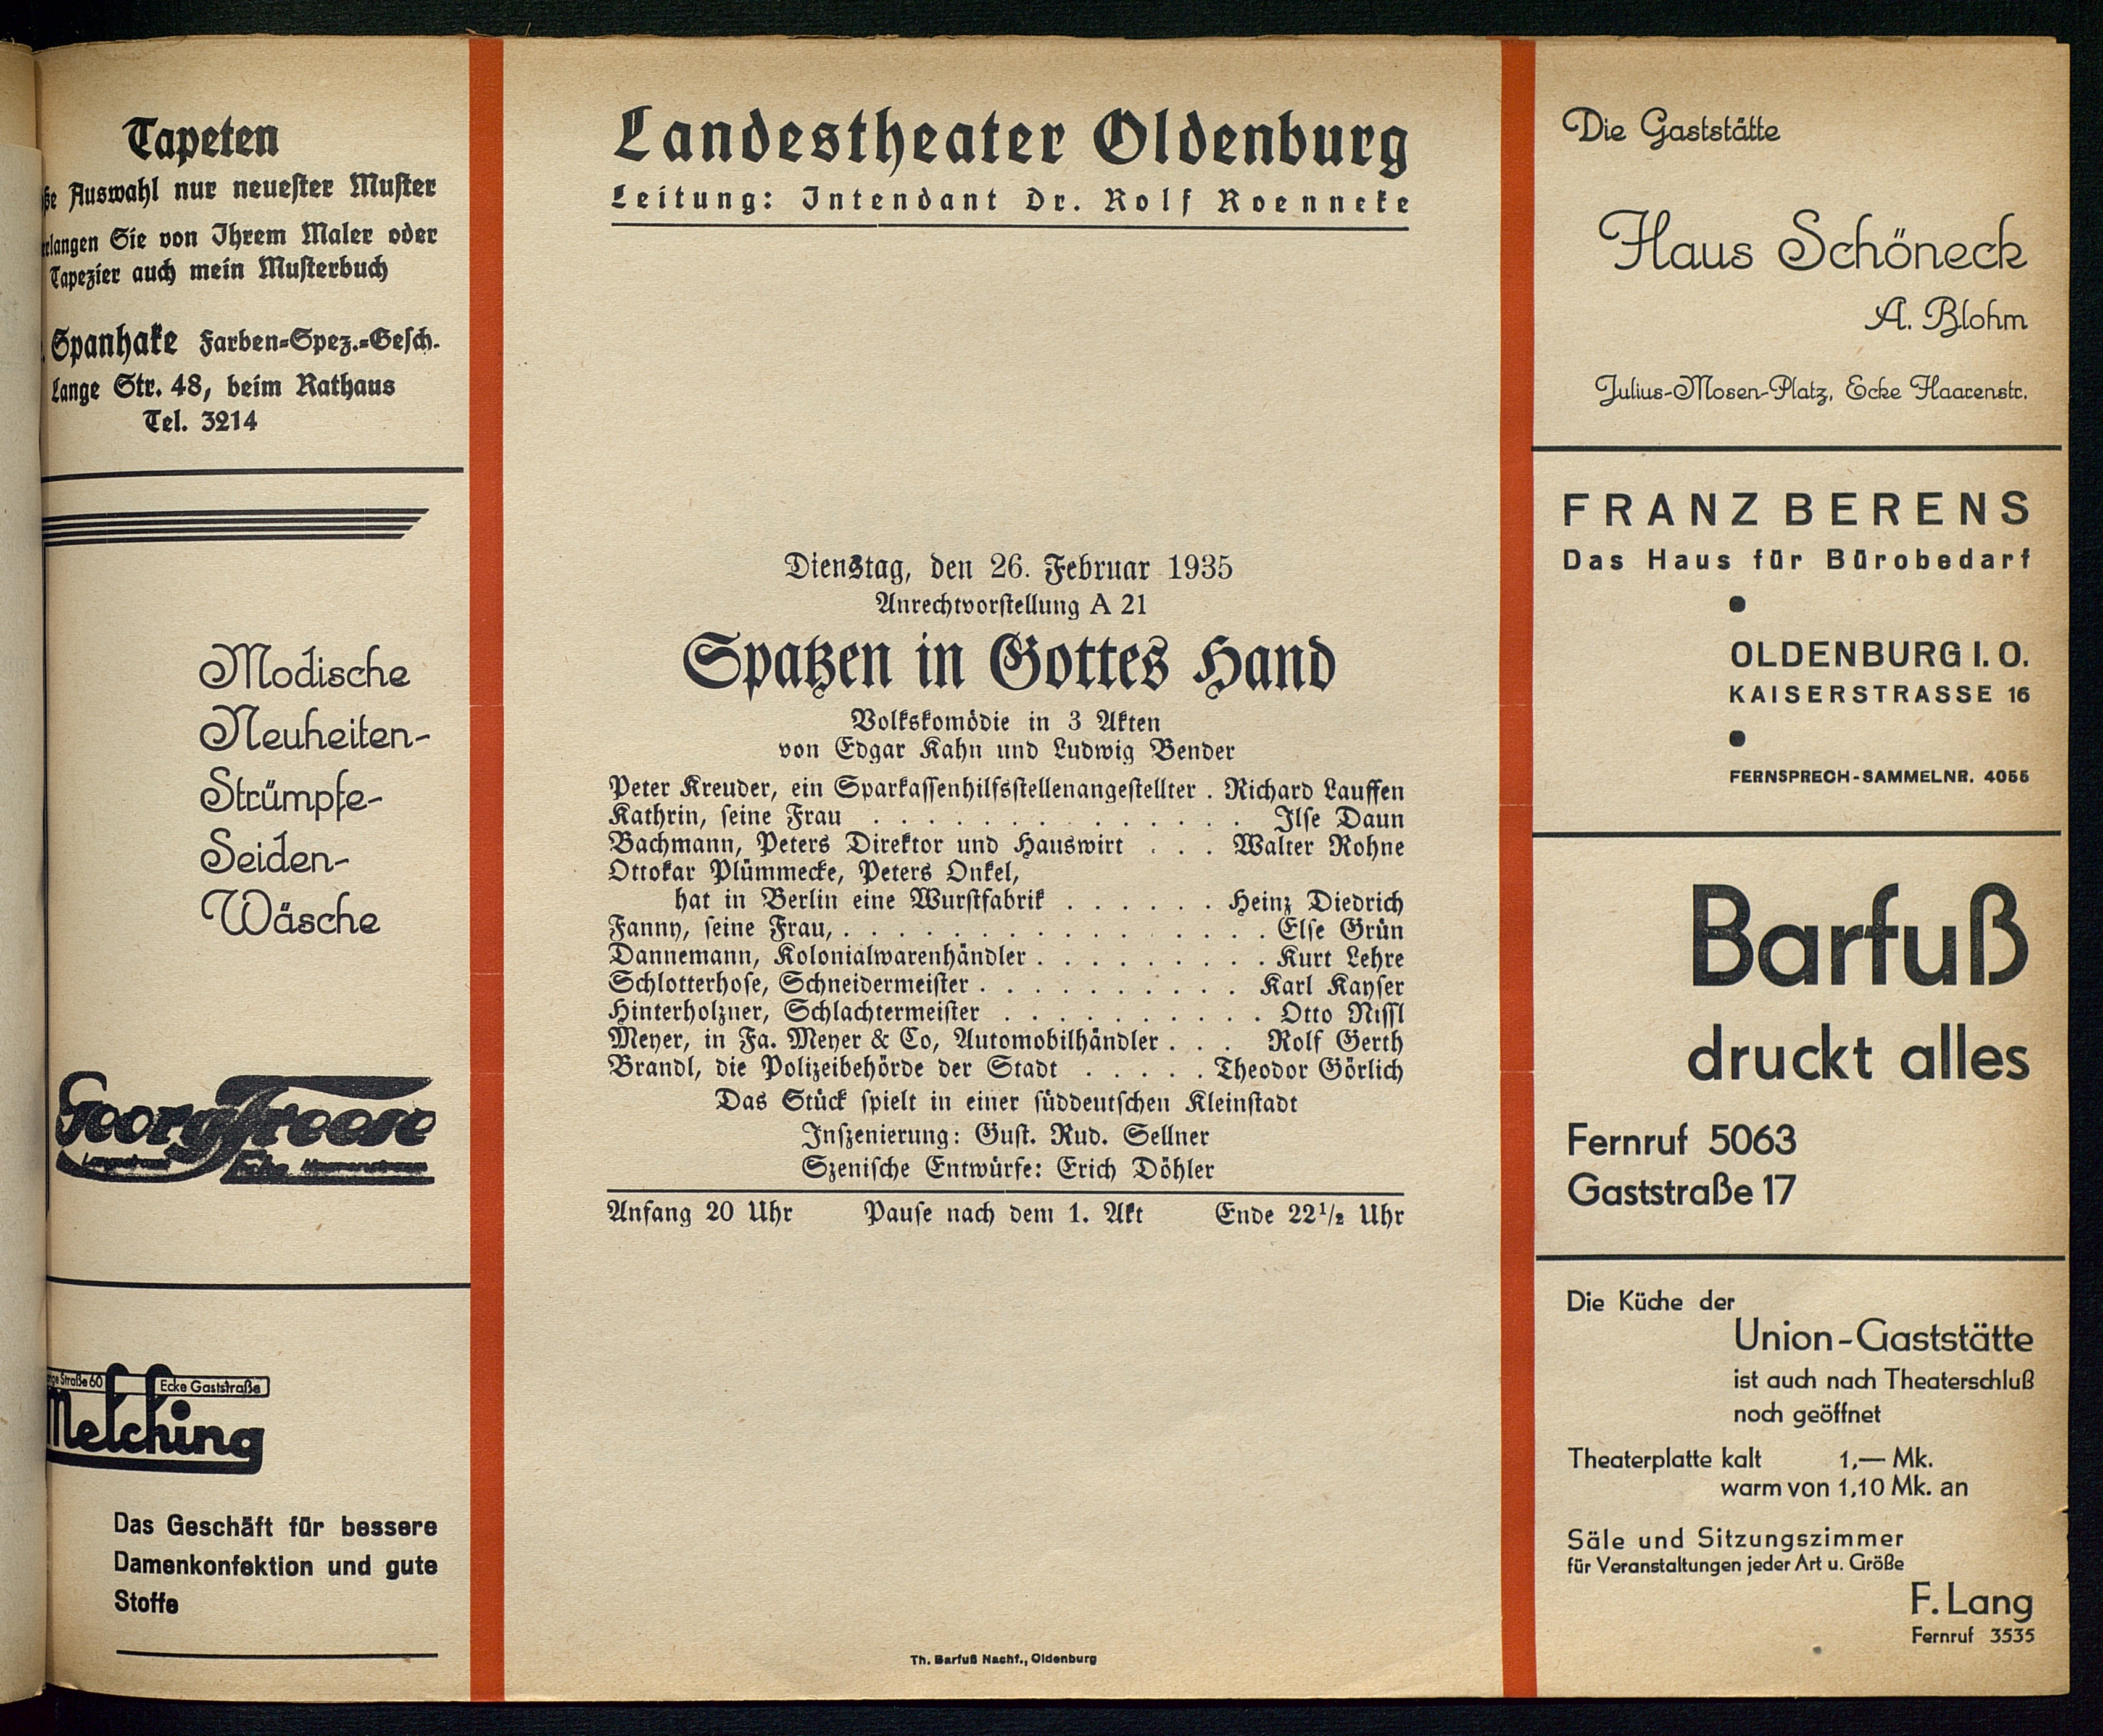 Tapeten
Auswahl nur neuester Muster
Sie von Ihrem Maler oder
Tapezier auch mein Musterbuch
Spanhake Farben-Spez.-Gesch.
Lange Str. 48, beim Rathaus
Tel. 3214
Modische
Neuheiten-
Strümpfe-
Seiden-
Wäsche
Georg Freese
Ecke
Straße 60 Ecke Gaststraße
Melching
Das Geschäft für bessere
Damenkonfektion und gute
Stoffe
Landestheater Oldenburg
Leitung: Intendant Dr. Rolf Roenneke
Dienstag, den 26. Februar 1935
Anrechtvorstellung A 21
Spatzen in Gottes Hand
Volkskomödie in 3 Akten
von Edgar Kahn und Ludwig Bender
Peter Kreuder, ein Sparkassenhilfsstellenangestellter . Richard Lauffen
Kathrin, seine Frau . . . . . . . . . . . . . . Ilse Daun
Bachmann, Peters Direktor und Hauswirt . . . Walter Rohne
Ottokar Plümmecke, Peters Onkel,
hat in Berlin eine Wurstfabrik . . . . . . Heinz Diedrich
Fanny, seine Frau, . . . . . . . . . . . . . . . . Else Grün
Dannemann, Kolonialwarenhändler . . . . . . . . . Kurt Lehre
Schlotterhose, Schneidermeister . . . . . . . . . . Karl Kayser
Hinterholzner, Schlachtermeister . . . . . . . . . . Otto Nissl
Meyer, in Fa. Meyer & Co, Automobilhändler . . . Rolf Gerth
Brandl, die Polizeibehörde der Stadt . . . . . Theodor Görlich
Das Stück spielt in einer süddeutschen Kleinstadt
Inszenierung: Gust. Rud. Sellner
Szenische Entwürfe: Erich Döhler
Anfang 20 Uhr Pause nach dem 1. Akt Ende 22 1/2 Uhr
Th. Barfuß Nachf., Oldenburg
Die Gaststätte
Haus Schöneck
A. Blohm
Julius-Mosen-Platz, Ecke Haarenstr.
FRANZ BERENS
Das Haus für Bürobedarf
OLDENBURG I. O.
KAISERSTRASSE 16
FERNSPRECH-SAMMELNR. 4055
Barfuß
druckt alles
Fernruf 5063
Gaststraße 17
Die Küche der
Union-Gaststätte
ist auch nach Theaterschluß
noch geöffnet
Theaterplatte kalt 1,— Mk.
warm von 1,10 Mk. an
Säle und Sitzungszimmer
für Veranstaltungen jeder Art u. Größe
F. Lang
Fernruf 3535